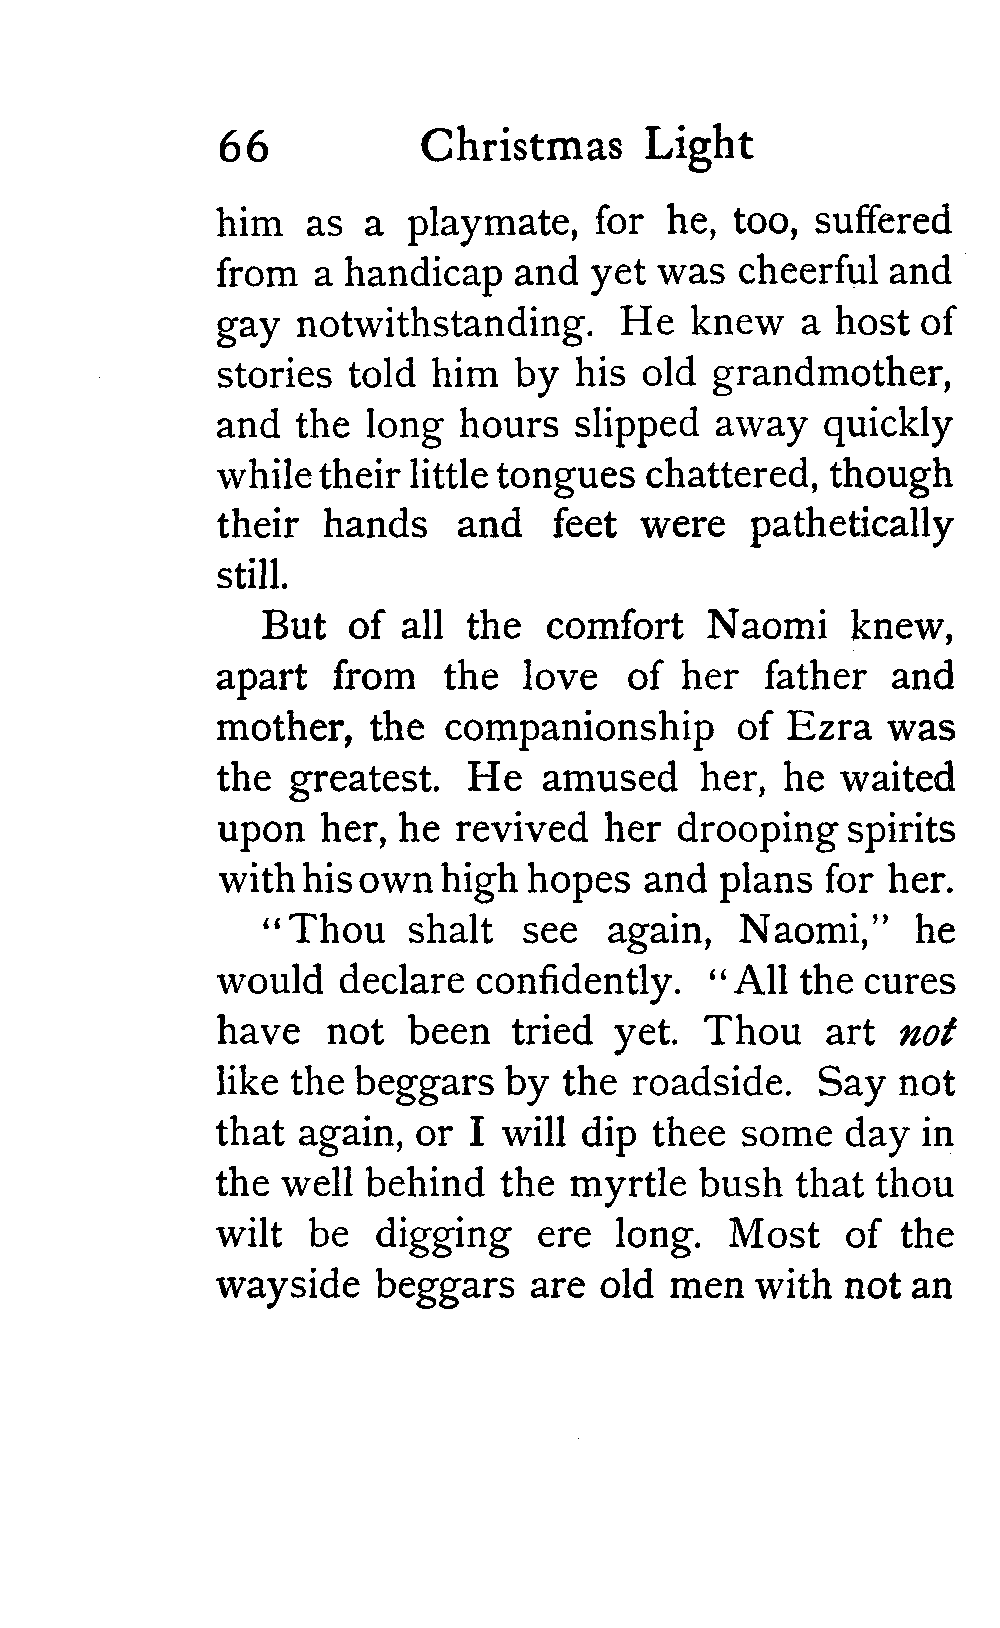 66 Christmas Light
him as a playmate, for he, too, suffered
from a handicap and yet was cheerful and
gay notwithstanding. He knew a host of
stories told him by his old grandmother,
and the long hours slipped away quickly
while their little tongues chattered, though
their hands and feet were pathetically
still.
But of all the comfort Naomi knew,
apart from the love of her father and
mother, the companionship of Ezra was
the greatest. He amused her, he waited
upon her, he revived her drooping spirits
with his own high hopes and plans for her.
"Thou shalt see again, Naomi," he
would declare confidently. "All the cures
have not been tried yet. Thou art not
like the beggars by the roadside. Say not
that again, or I will dip thee some day in
the well behind the myrtle bush that thou
wilt be digging ere long. Most of the
wayside beggars are old men with not an